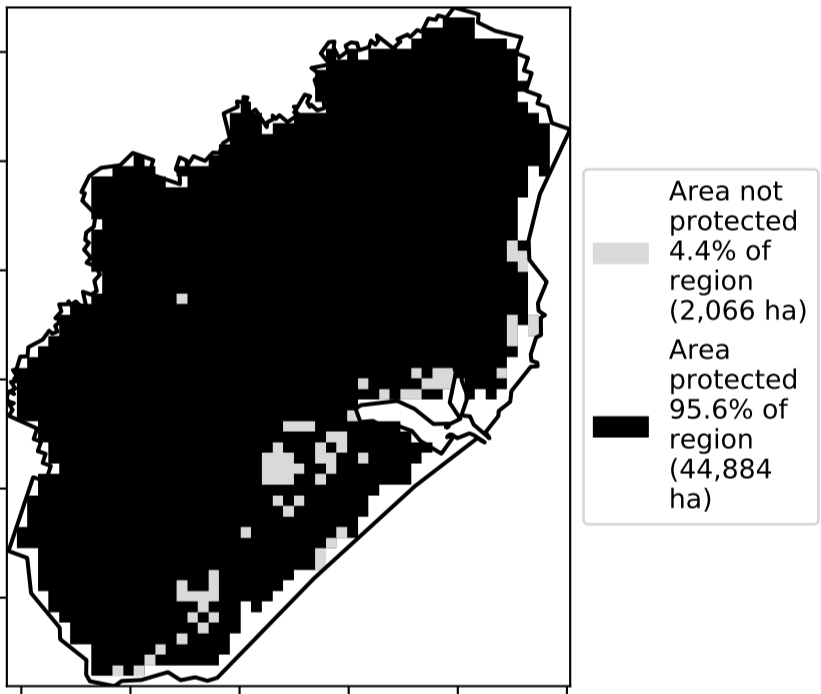 Area not
protected
4.4% of
region
(2,066 ha)
Area
protected
95.6% of
region
(44,884
ha)